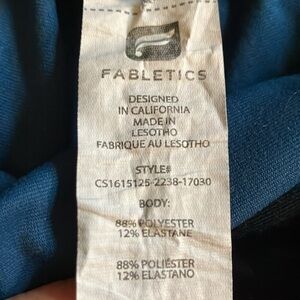 FABLETICS
DESIGNED
IN CALIFORNIA
MADE IN
LESOTHO
FABRIQUE AU LESOTHO
STYLE#
CS1615125-2238-17030
BODY:
88% POLYESTER
12% ELASTANE
88% POLIÉSTER
12% ELASTANO